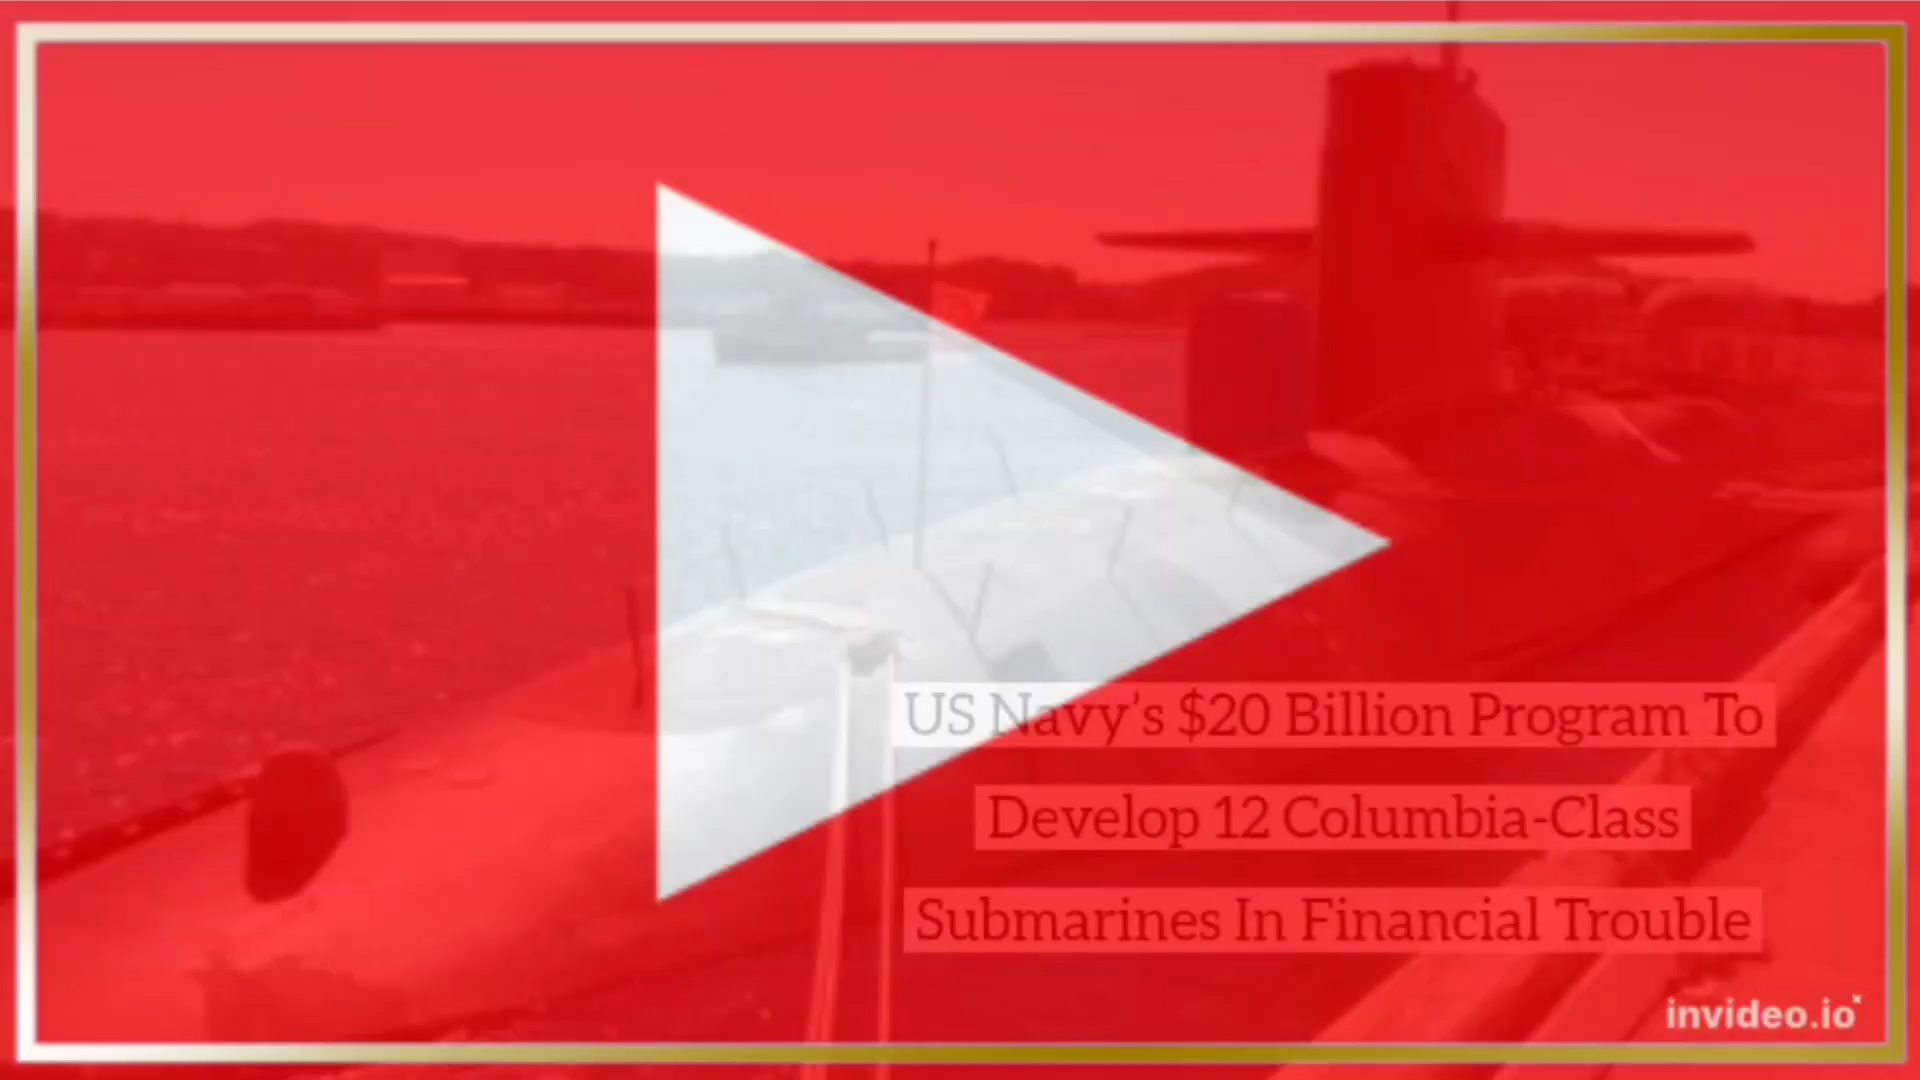 US Navy’s $20 Billion Program To
Develop 12 Columbia-Class
Submarines In Financial Trouble
invideo.io